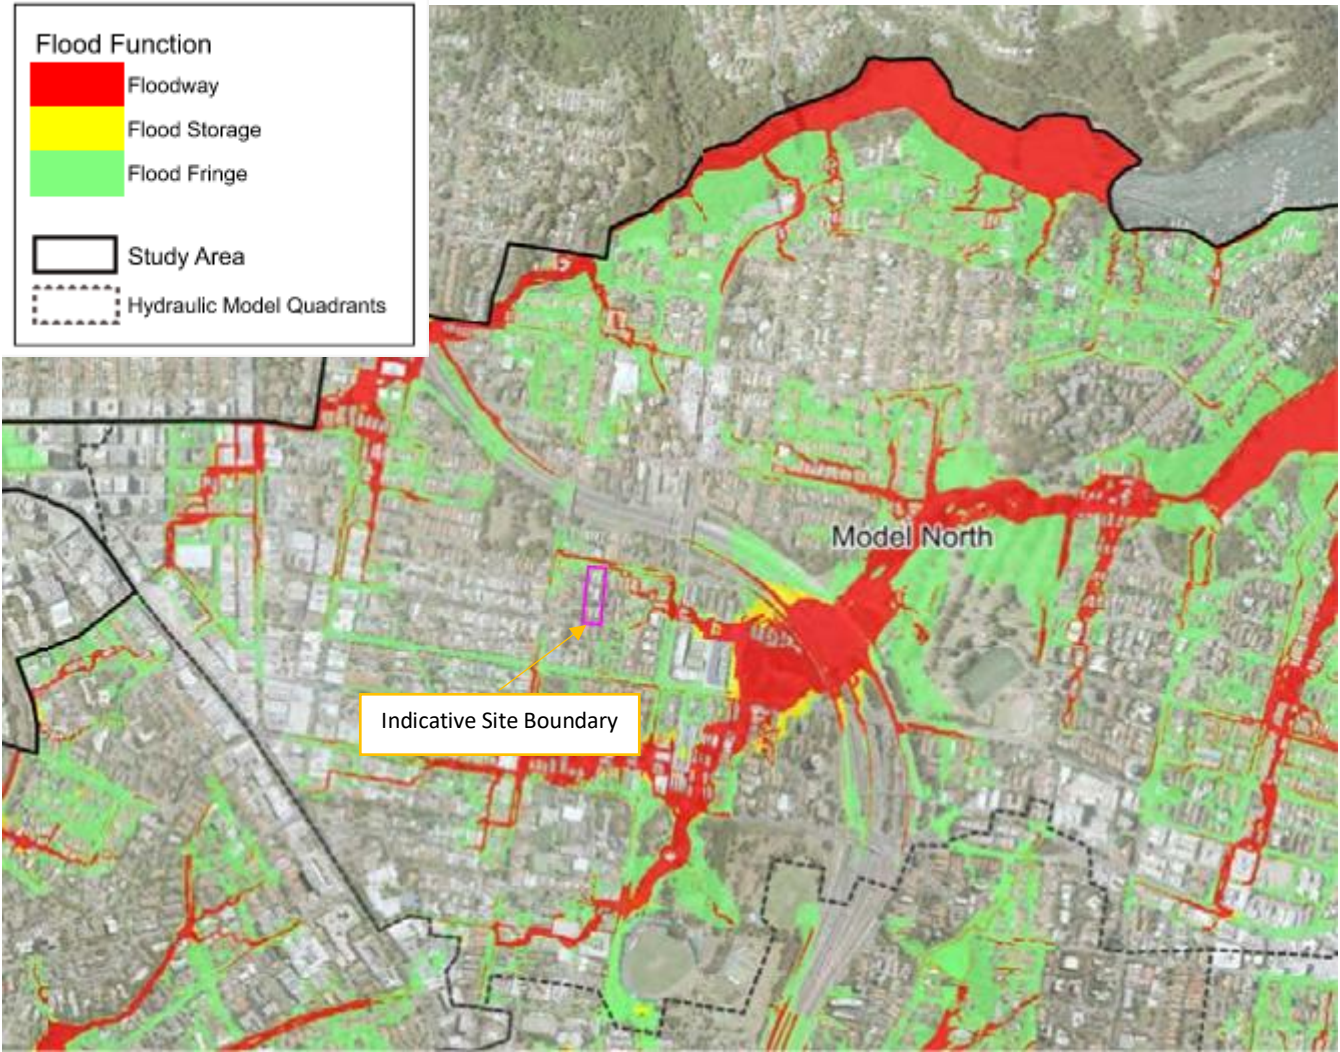 Flood Function
Floodway
Flood Storage
Flood Fringe
Study Area
Hydraulic Model Quadrants
Model North
Indicative Site Boundary